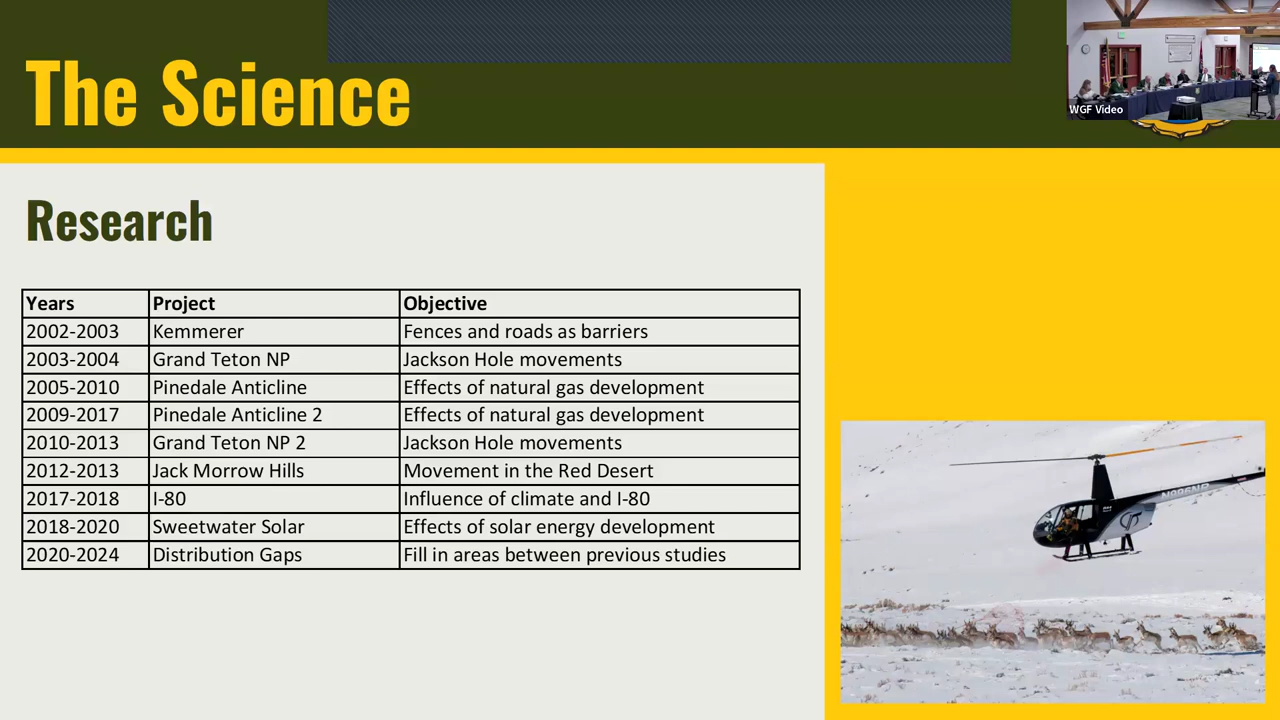 The Science
WGF Video
Research
Years Project Objective
2002-2003 Kemmerer Fences and roads as barriers
2003-2004 Grand Teton NP Jackson Hole movements
2005-2010 Pinedale Anticline Effects of natural gas development
2009-2017 Pinedale Anticline 2 Effects of natural gas development
2010-2013 Grand Teton NP 2 Jackson Hole movements
2012-2013 Jack Morrow Hills Movement in the Red Desert
2017-2018 I-80 Influence of climate and I-80
2018-2020 Sweetwater Solar Effects of solar energy development
2020-2024 Distribution Gaps Fill in areas between previous studies